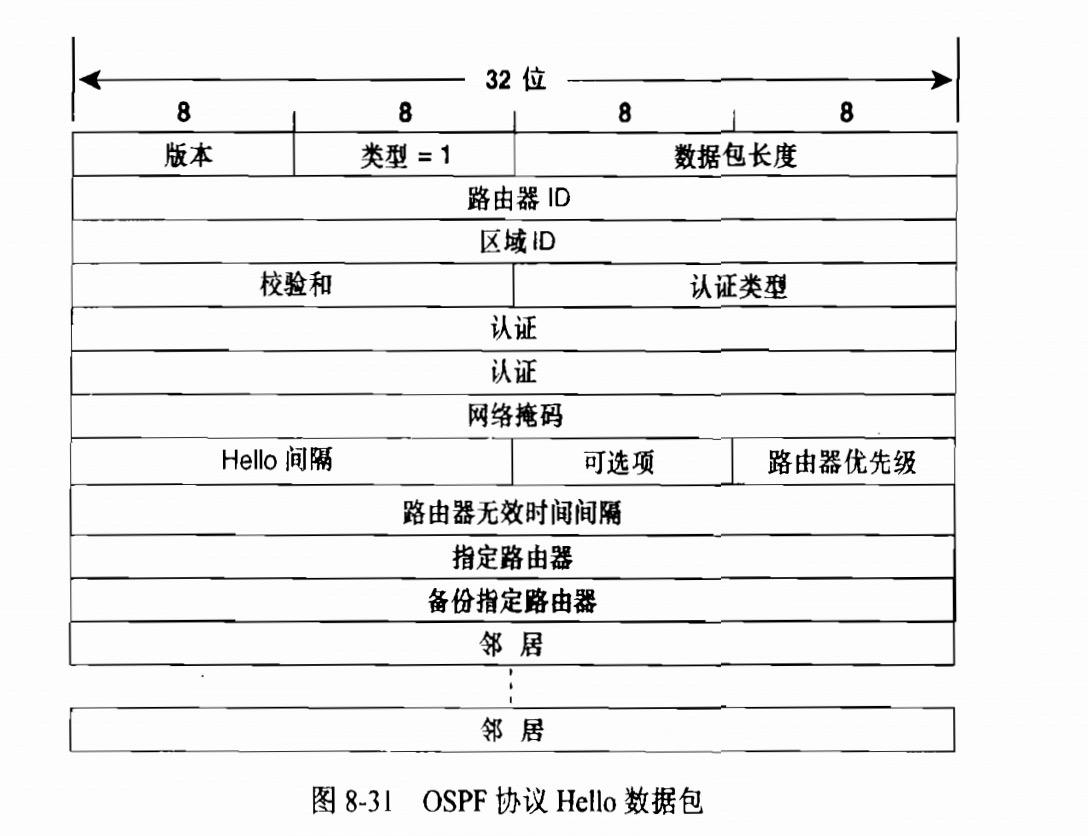 32 位
8 8 8 8
版本 类型 = 1 数据包长度
路由器 ID
区域 ID
校验和 认证类型
认证
认证
网络掩码
Hello 间隔 可选项 路由器优先级
路由器无效时间间隔
指定路由器
备份指定路由器
邻 居
邻 居
图 8-31 OSPF 协议 Hello 数据包